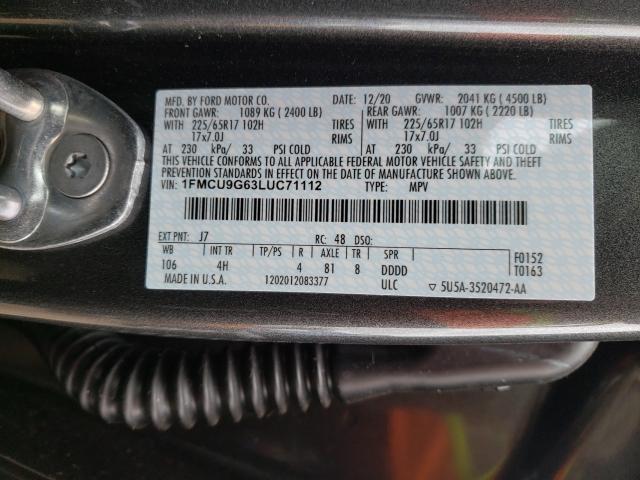 MFD. BY FORD MOTOR CO. 12/20 GVWR: 2041 KG ( 4500 LB)
FRONT GAWR: 1089 KG ( 2400 LB) REAR GAWR: 1007 KG ( 2220 LB)
WITH 225/65R17 102H TIRES WITH 225/65R17 102H TIRES
17x7.0J RIMS 17x7.0J RIMS
AT 230 kPa/ 33 PSI COLD AT 230 kPa/ 33 PSI COLD
THIS VEHICLE CONFORMS TO ALL APPLICABLE FEDERAL MOTOR VEHICLE SAFETY AND THEFT
PREVENTION STANDARDS IN EFFECT ON THE DATE OF MANUFACTURE SHOWN ABOVE.
VIN: 1FMCU9G63LUC71112 TYPE: MPV
EXT PNT: J7 RC: 48 DSO: F0152
WB INT TR TP/PS R AXLE TR SPR T0163
106 4H 4 81 8 DDDD
MADE IN U.S.A. 1202012083377 ULC ▽ 5U5A-3520472-AA